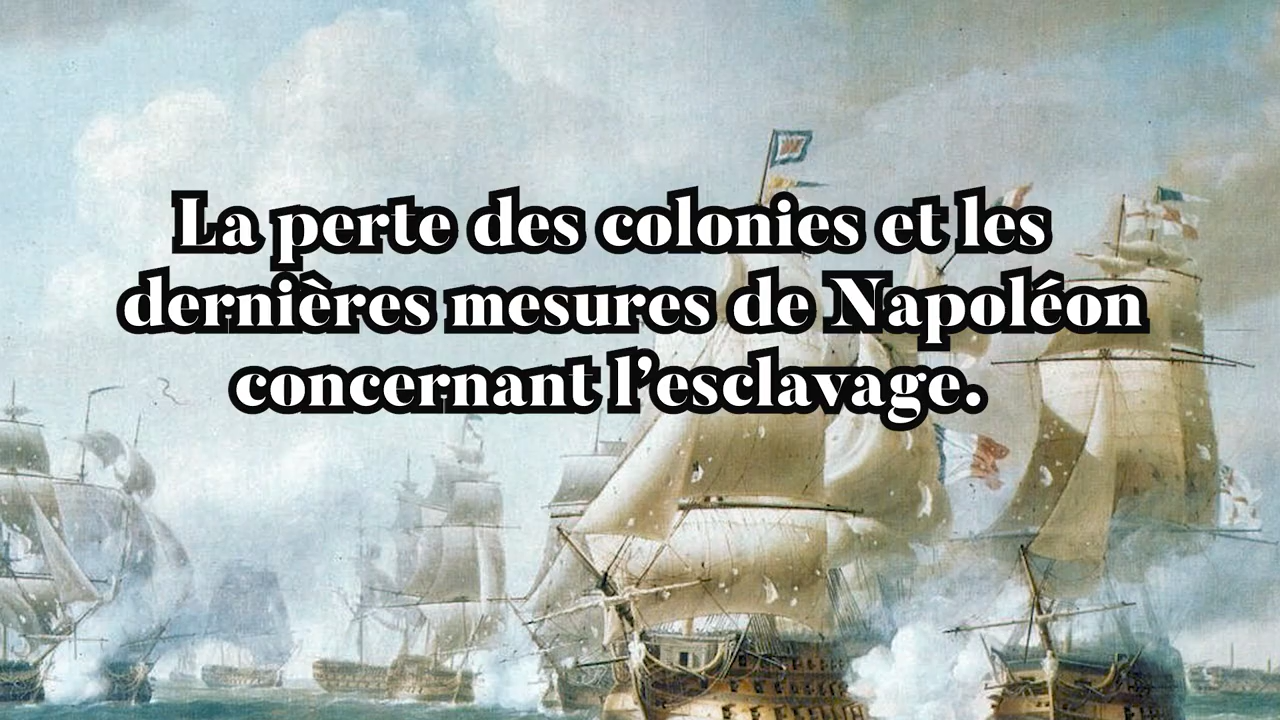 La perte des colonies et les
dernières mesures de Napoléon
concernant l’esclavage.